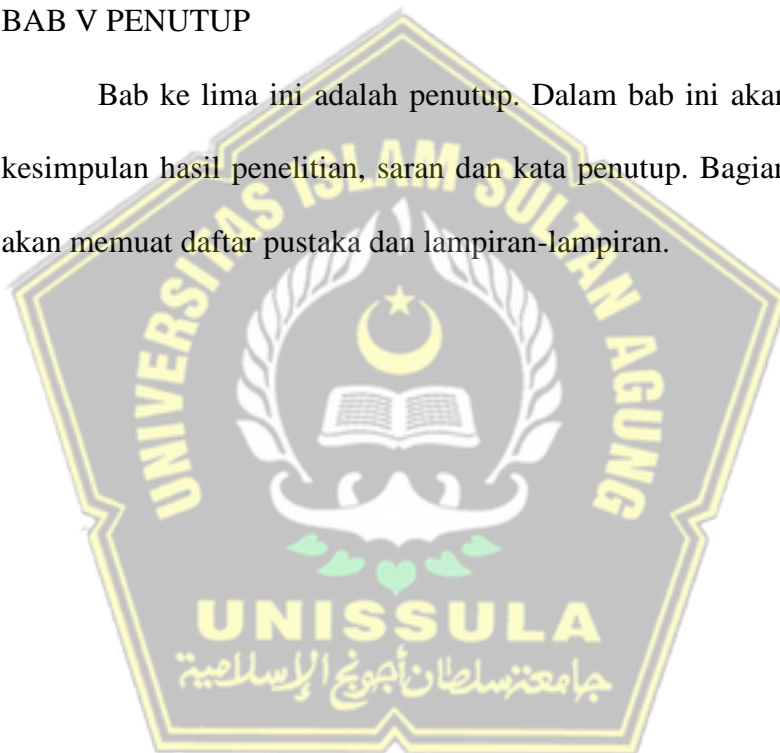 BAB V PENUTUP
Bab ke lima ini adalah penutup. Dalam bab ini akan
kesimpulan hasil penelitian, saran dan kata penutup. Bagian
akan memuat daftar pustaka dan lampiran-lampiran.
UNIVERSITAS ISLAM SULTAN AGUNG
UNISSULA
جامعة سلطان أجونج الإسلامية